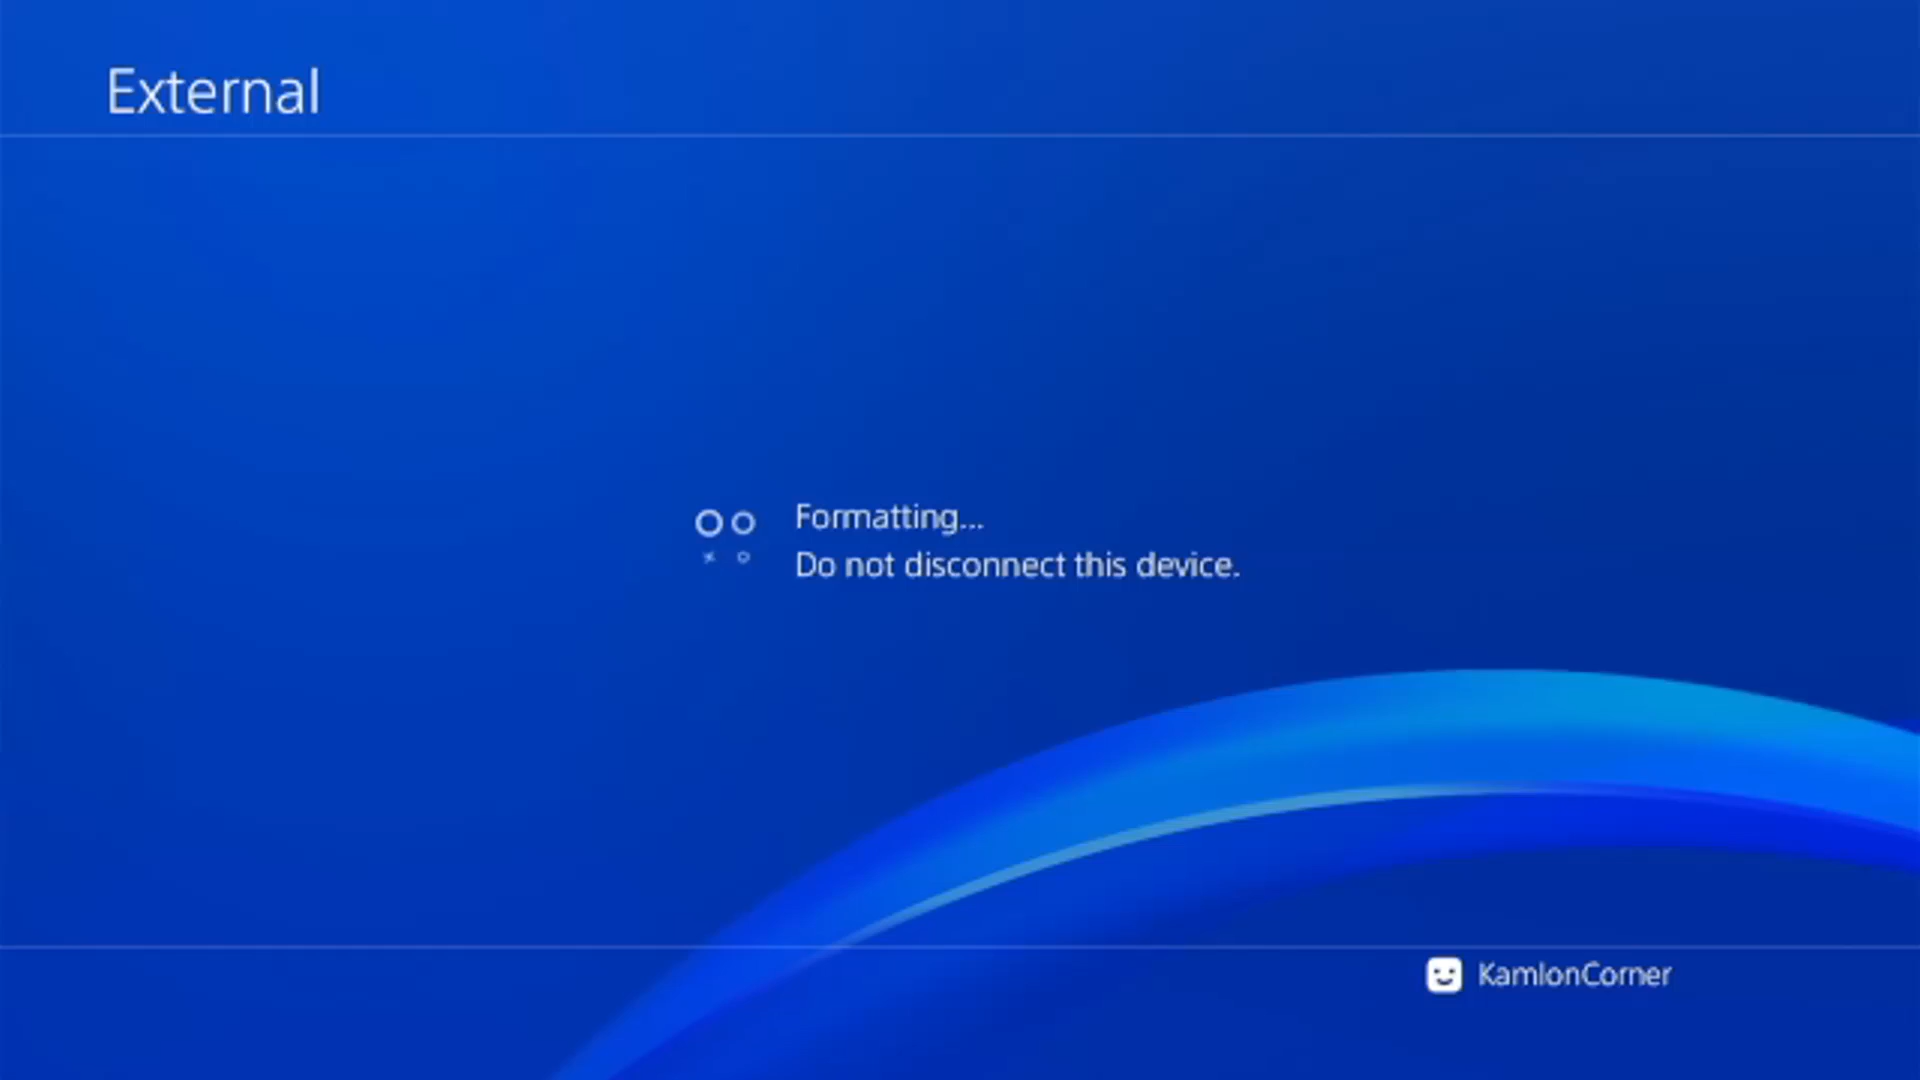 External
Formatting...
Do not disconnect this device.
KamlonCorner